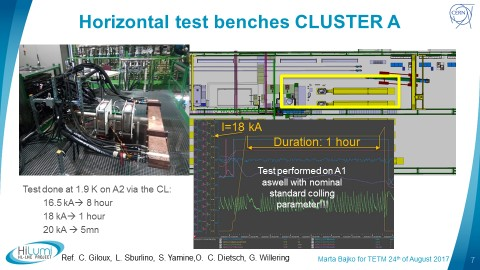 Horizontal test benches CLUSTER A
CERN
I=18 kA
Duration: 1 hour
Test performed on A1
aswell with nominal
standard colling
parameter!!!
Test done at 1.9 K on A2 via the CL:
16.5 kA→ 8 hour
18 kA→ 1 hour
20 kA → 5mn
HiLumi
HL-LHC PROJECT
Ref. C. Giloux, L. Sburlino, S. Yamine,O. C. Dietsch, G. Willering
Marta Bajko for TETM 24th of August 2017
7